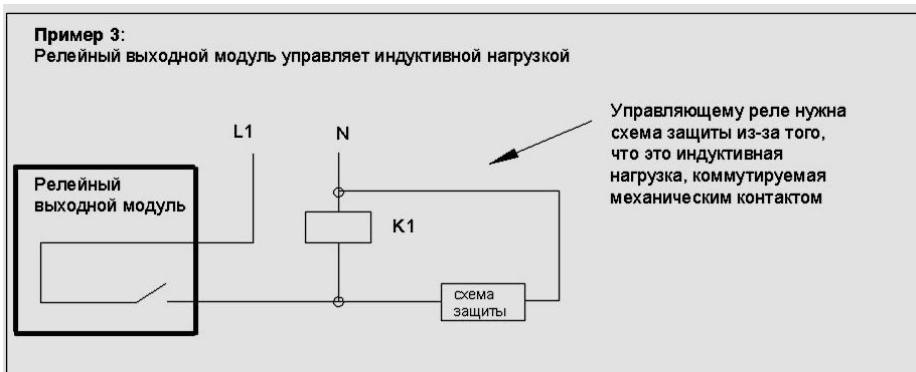 Пример 3:
Релейный выходной модуль управляет индуктивной нагрузкой
Управляющему реле нужна
схема защиты из-за того,
что это индуктивная
нагрузка, коммутируемая
механическим контактом
L1
N
Релейный
выходной модуль
K1
схема
защиты